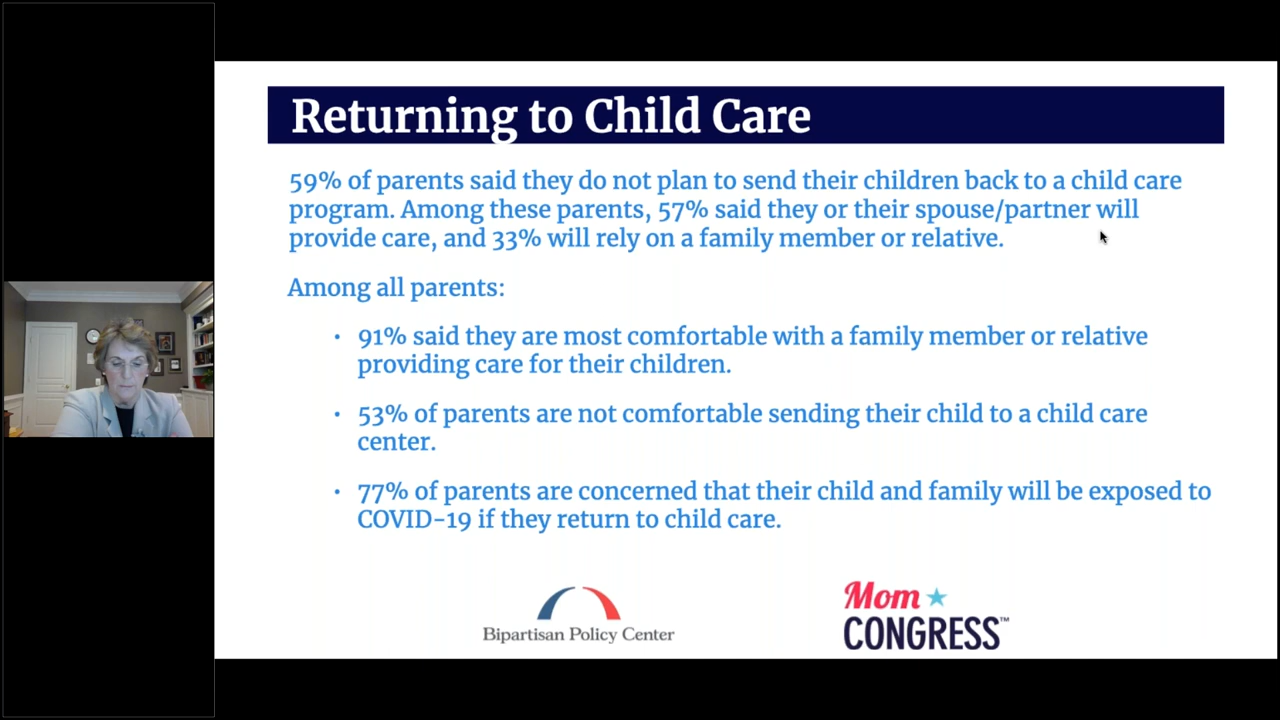 Returning to Child Care
59% of parents said they do not plan to send their children back to a child care
program. Among these parents, 57% said they or their spouse/partner will
provide care, and 33% will rely on a family member or relative.
Among all parents:
• 91% said they are most comfortable with a family member or relative
providing care for their children.
• 53% of parents are not comfortable sending their child to a child care
center.
• 77% of parents are concerned that their child and family will be exposed to
COVID-19 if they return to child care.
Bipartisan Policy Center
Mom
CONGRESS™